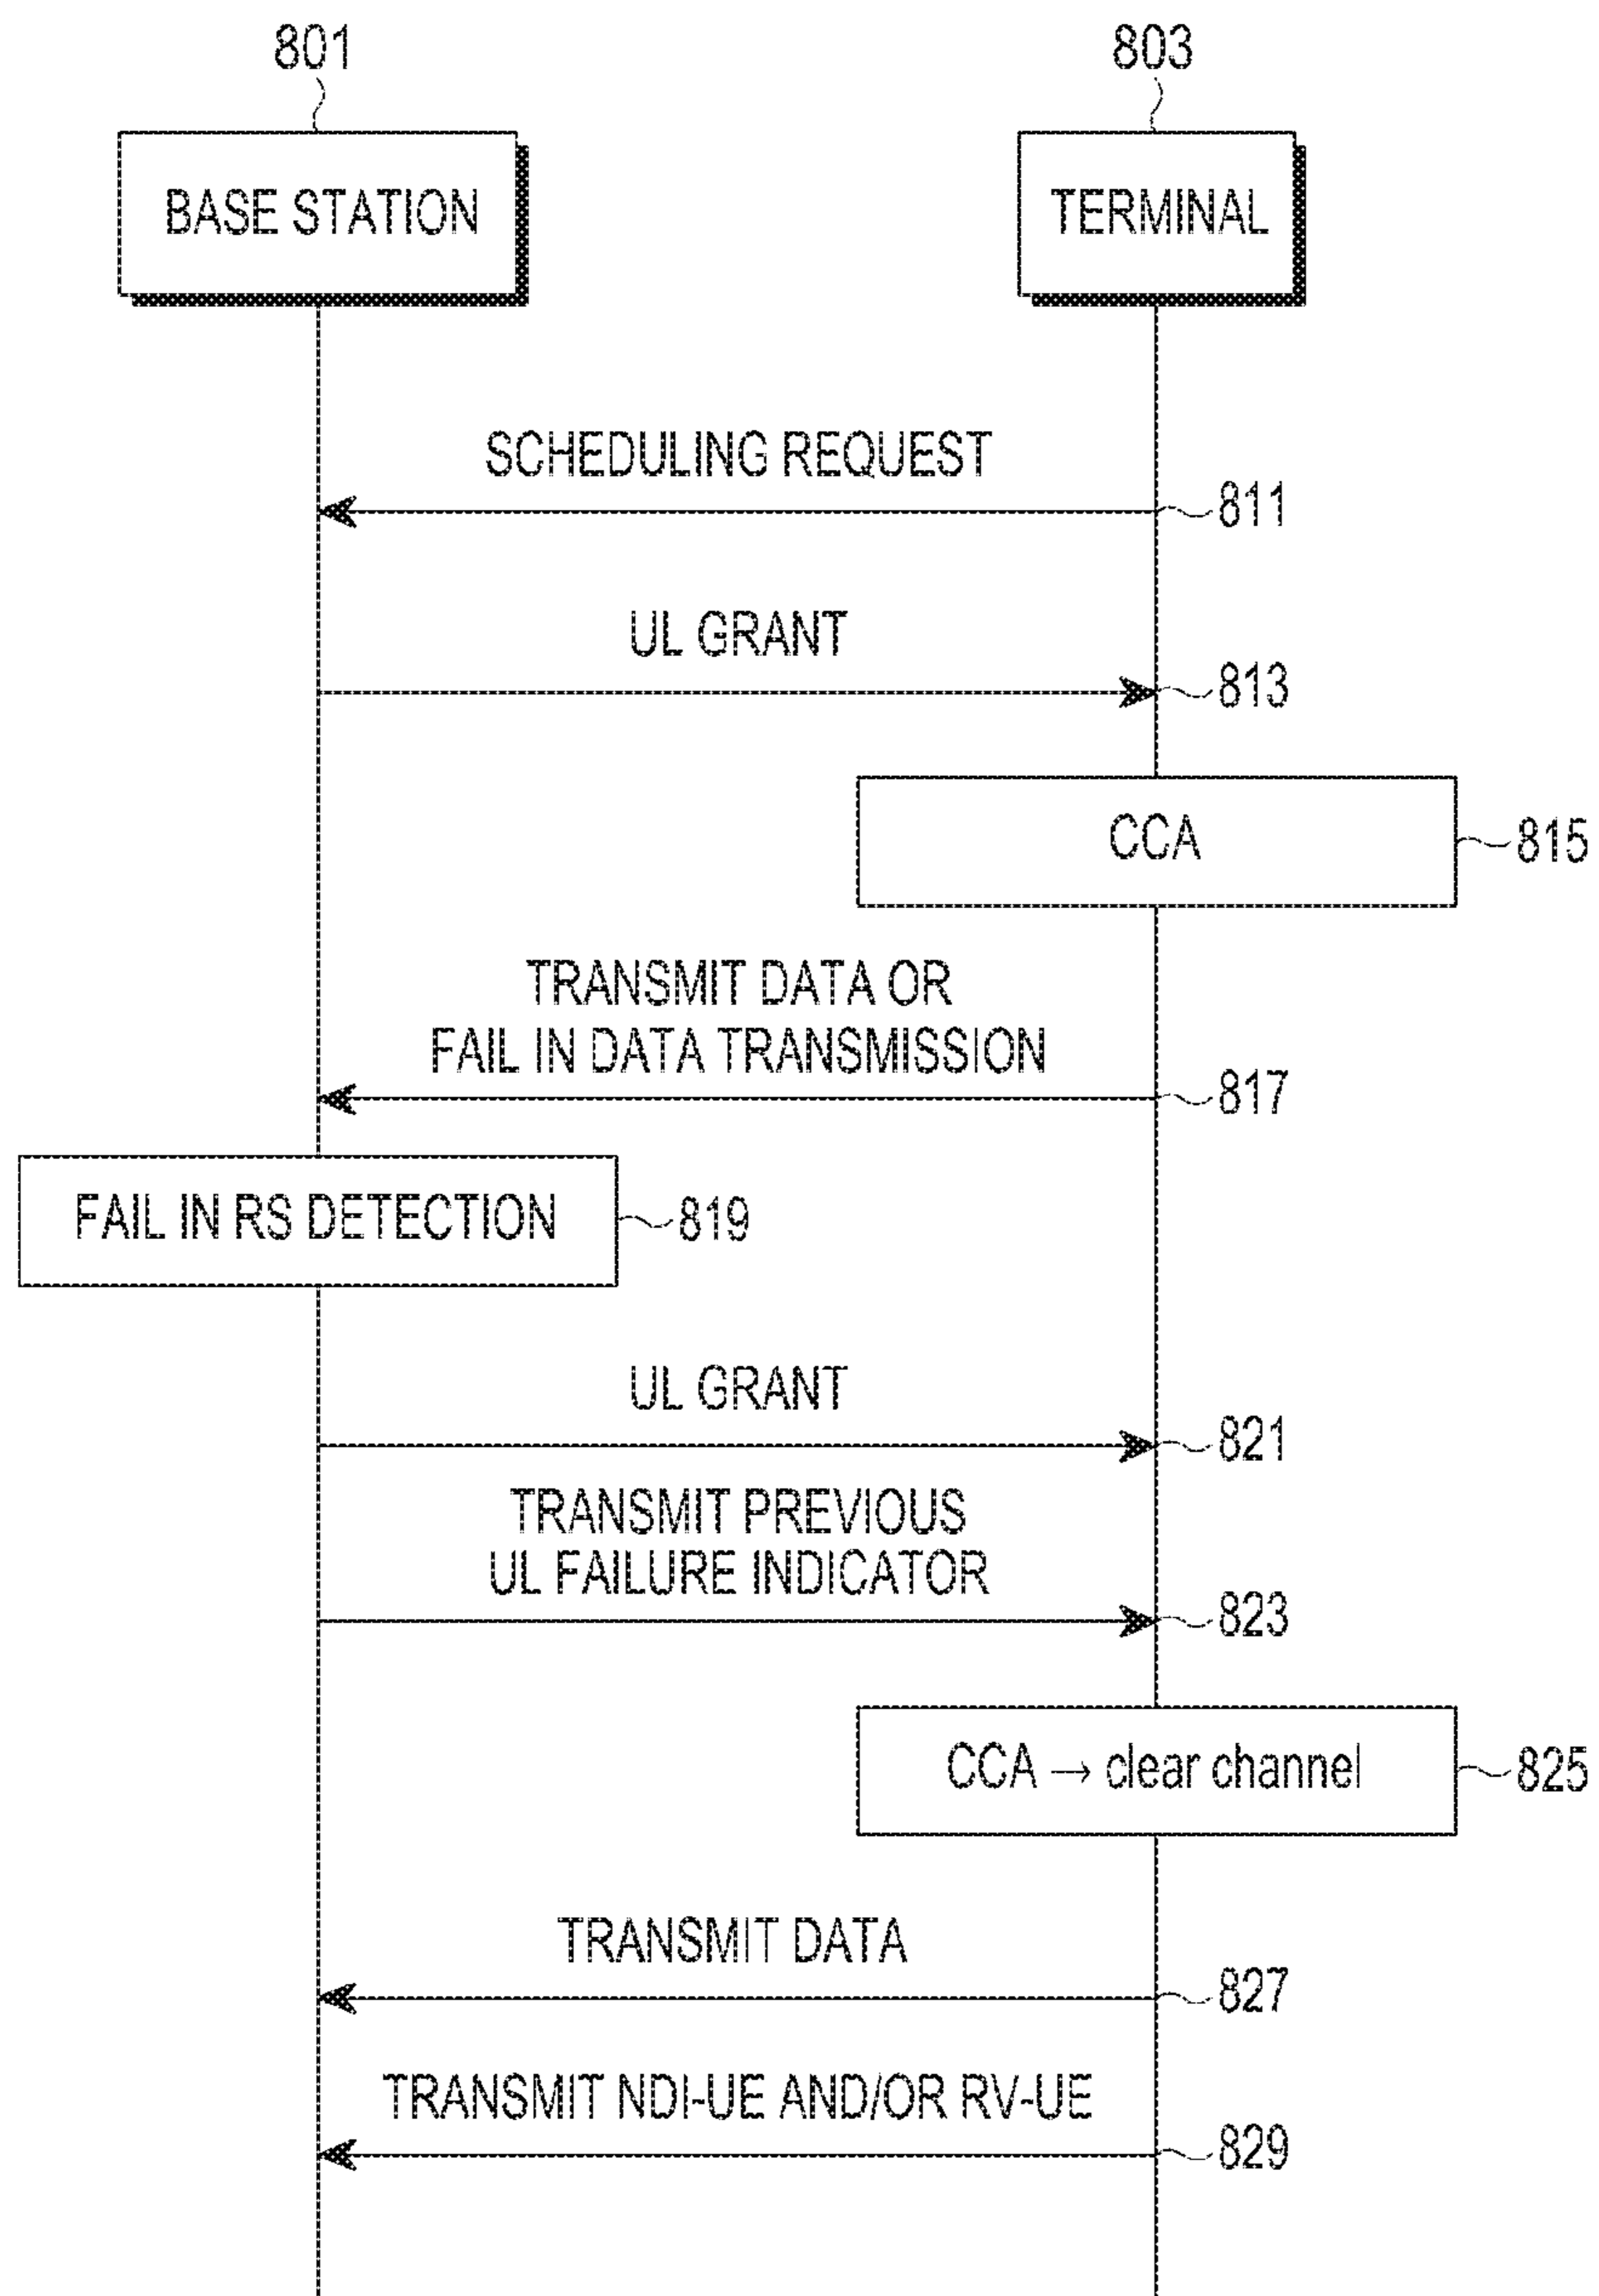 801
803
BASE STATION
TERMINAL
SCHEDULING REQUEST
811
UL GRANT
813
CCA
815
TRANSMIT DATA OR
FAIL IN DATA TRANSMISSION
817
FAIL IN RS DETECTION
819
UL GRANT
821
TRANSMIT PREVIOUS
UL FAILURE INDICATOR
823
CCA → clear channel
825
TRANSMIT DATA
827
TRANSMIT NDI-UE AND/OR RV-UE
829